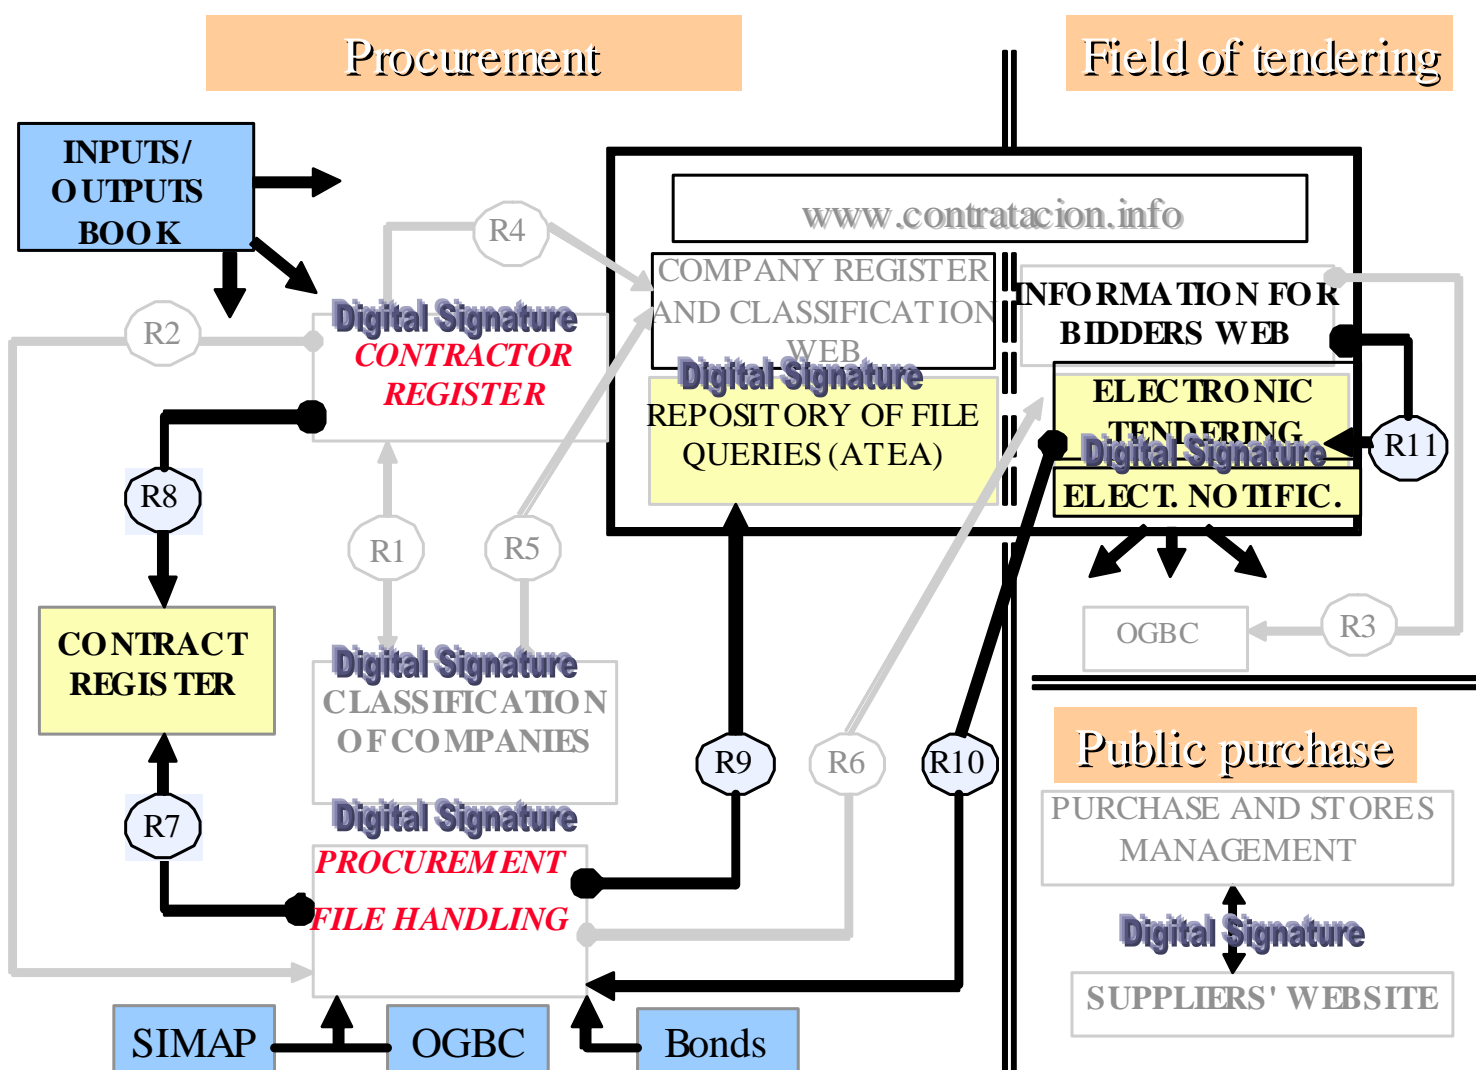 Procurement
Field of tendering
INPUTS/
OUTPUTS
BOOK
www.contratacion.info
R4
COMPANY REGISTER
AND CLASSIFICATION
WEB
INFORMATION FOR
BIDDERS WEB
R2
Digital Signature
CONTRACTOR
REGISTER
Digital Signature
REPOSITORY OF FILE
QUERIES (ATEA)
ELECTRONIC
TENDERING
Digital Signature
ELECT. NOTIFIC.
R11
R8
R1
R5
CONTRACT
REGISTER
OGBC
R3
Digital Signature
CLASSIFICATION
OF COMPANIES
R9
R6
R10
Public purchase
R7
Digital Signature
PROCUREMENT
FILE HANDLING
PURCHASE AND STORES
MANAGEMENT
Digital Signature
SUPPLIERS' WEBSITE
SIMAP
OGBC
Bonds